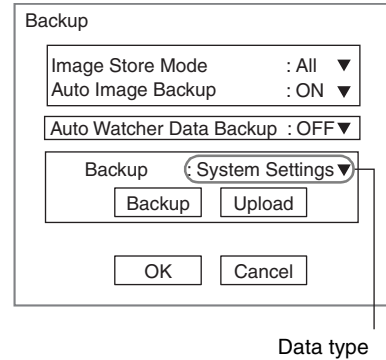 Backup
Image Store Mode : All ▼
Auto Image Backup : ON ▼
Auto Watcher Data Backup : OFF▼
Backup : System Settings▼
Backup Upload
OK Cancel
Data type